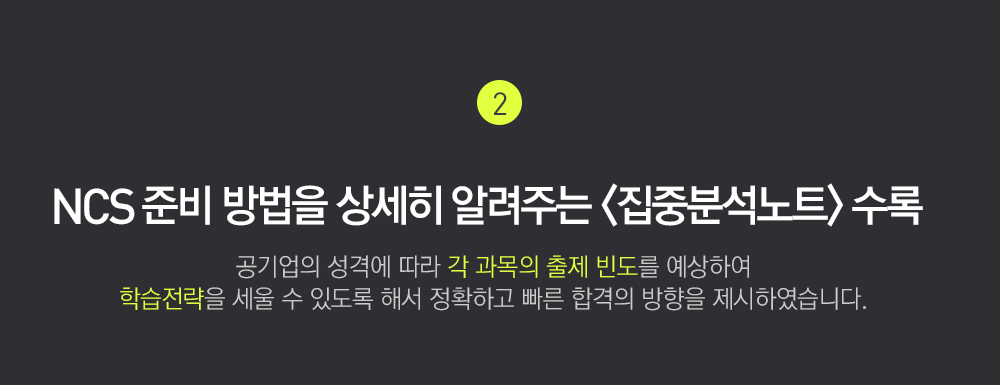 2
NCS 준비 방법을 상세히 알려주는 〈집중분석노트〉 수록
공기업의 성격에 따라 각 과목의 출제 빈도를 예상하여
학습전략을 세울 수 있도록 해서 정확하고 빠른 합격의 방향을 제시하였습니다.